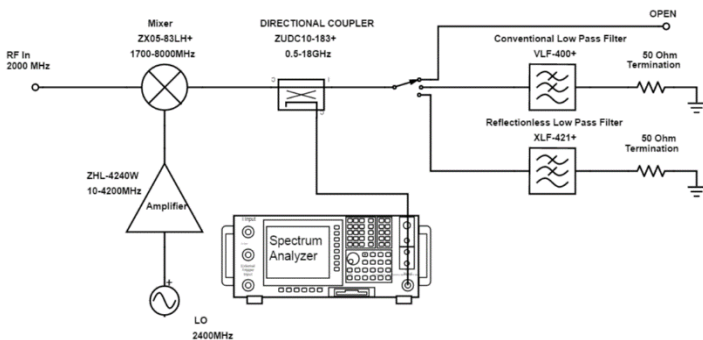 Mixer
ZX05-83LH+
1700-8000MHz
DIRECTIONAL COUPLER
ZUDC10-183+
0.5-18GHz
OPEN
Conventional Low Pass Filter
VLF-400+
50 Ohm
Termination
RF In
2000 MHz
Reflectionless Low Pass Filter
XLF-421+
50 Ohm
Termination
ZHL-4240W
10-4200MHz
Amplifier
Spectrum
Analyzer
LO
2400MHz